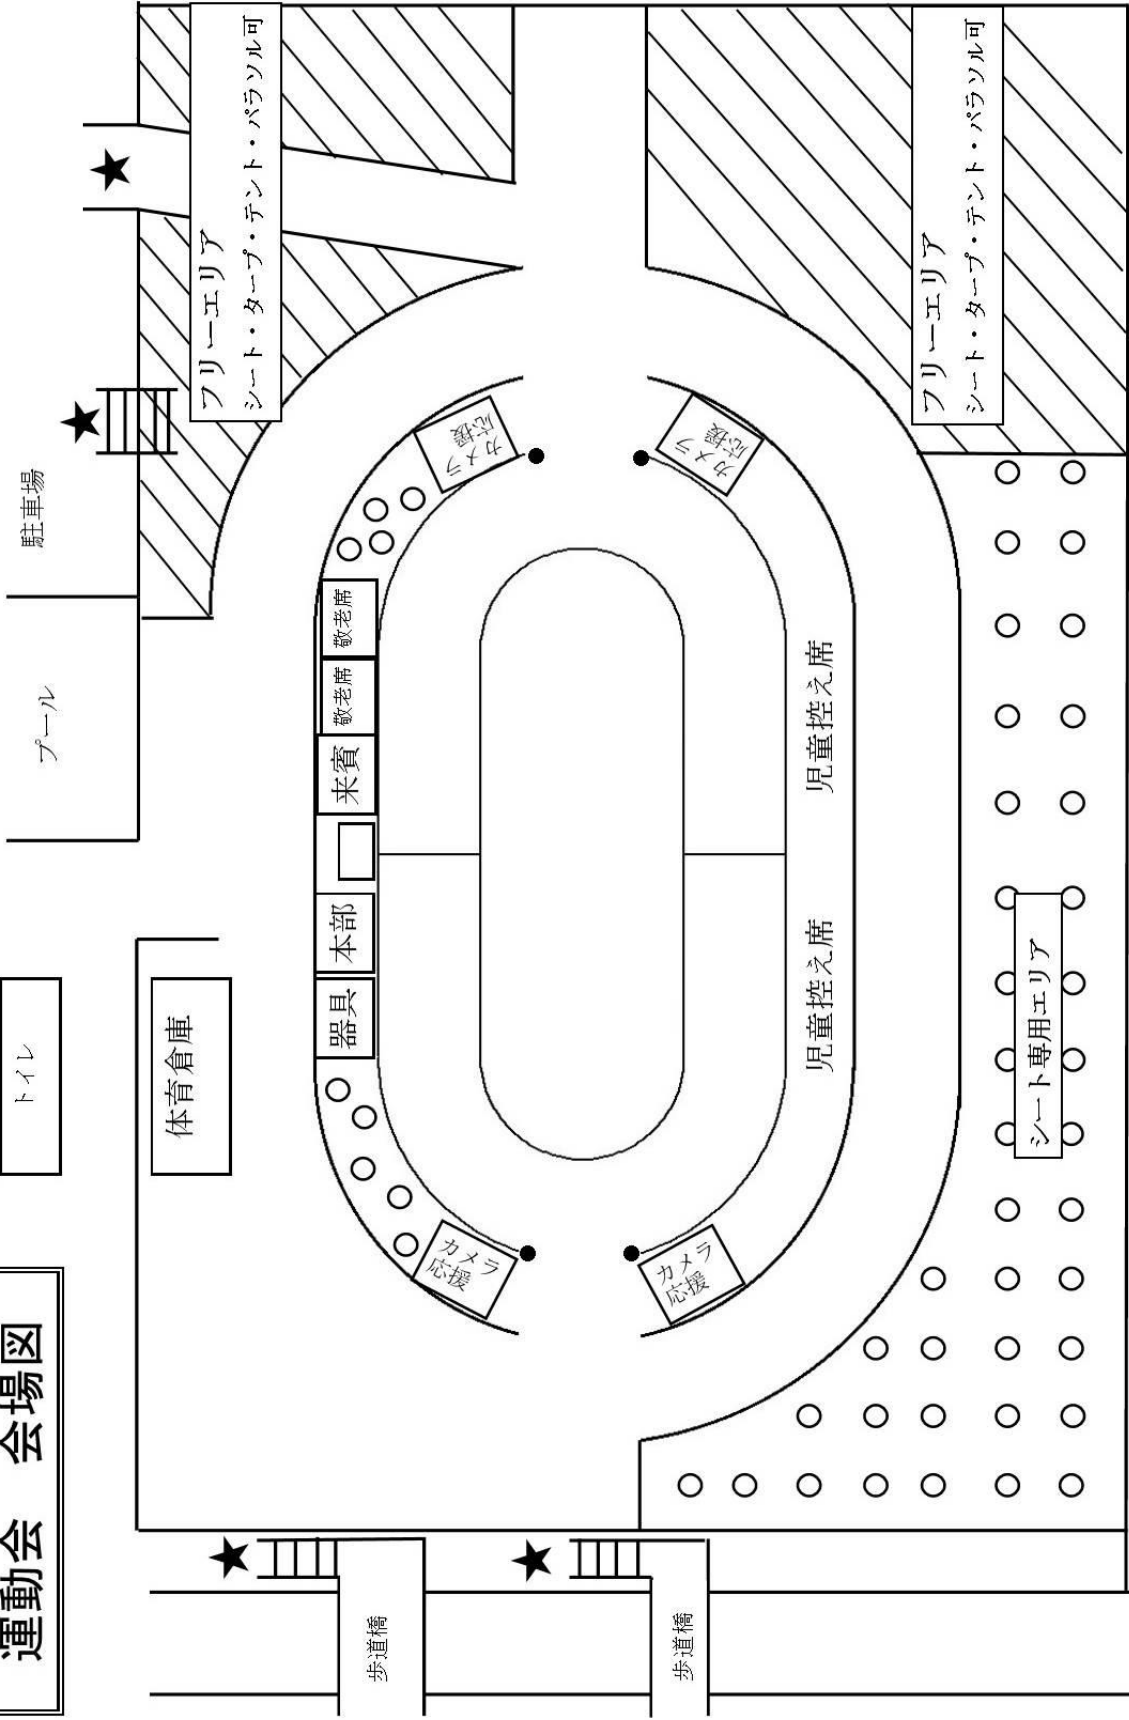 運動会 会場図
トイレ
プール
駐車場
体育倉庫
フリーエリア
シート・タープ・テント・パラソル可
器具
本部
来賓
敬老席
敬老席
カメラ
応援
カメラ
応援
カメラ
応援
カメラ
応援
児童控え席
児童控え席
フリーエリア
シート・タープ・テント・パラソル可
シート専用エリア
歩道橋
歩道橋